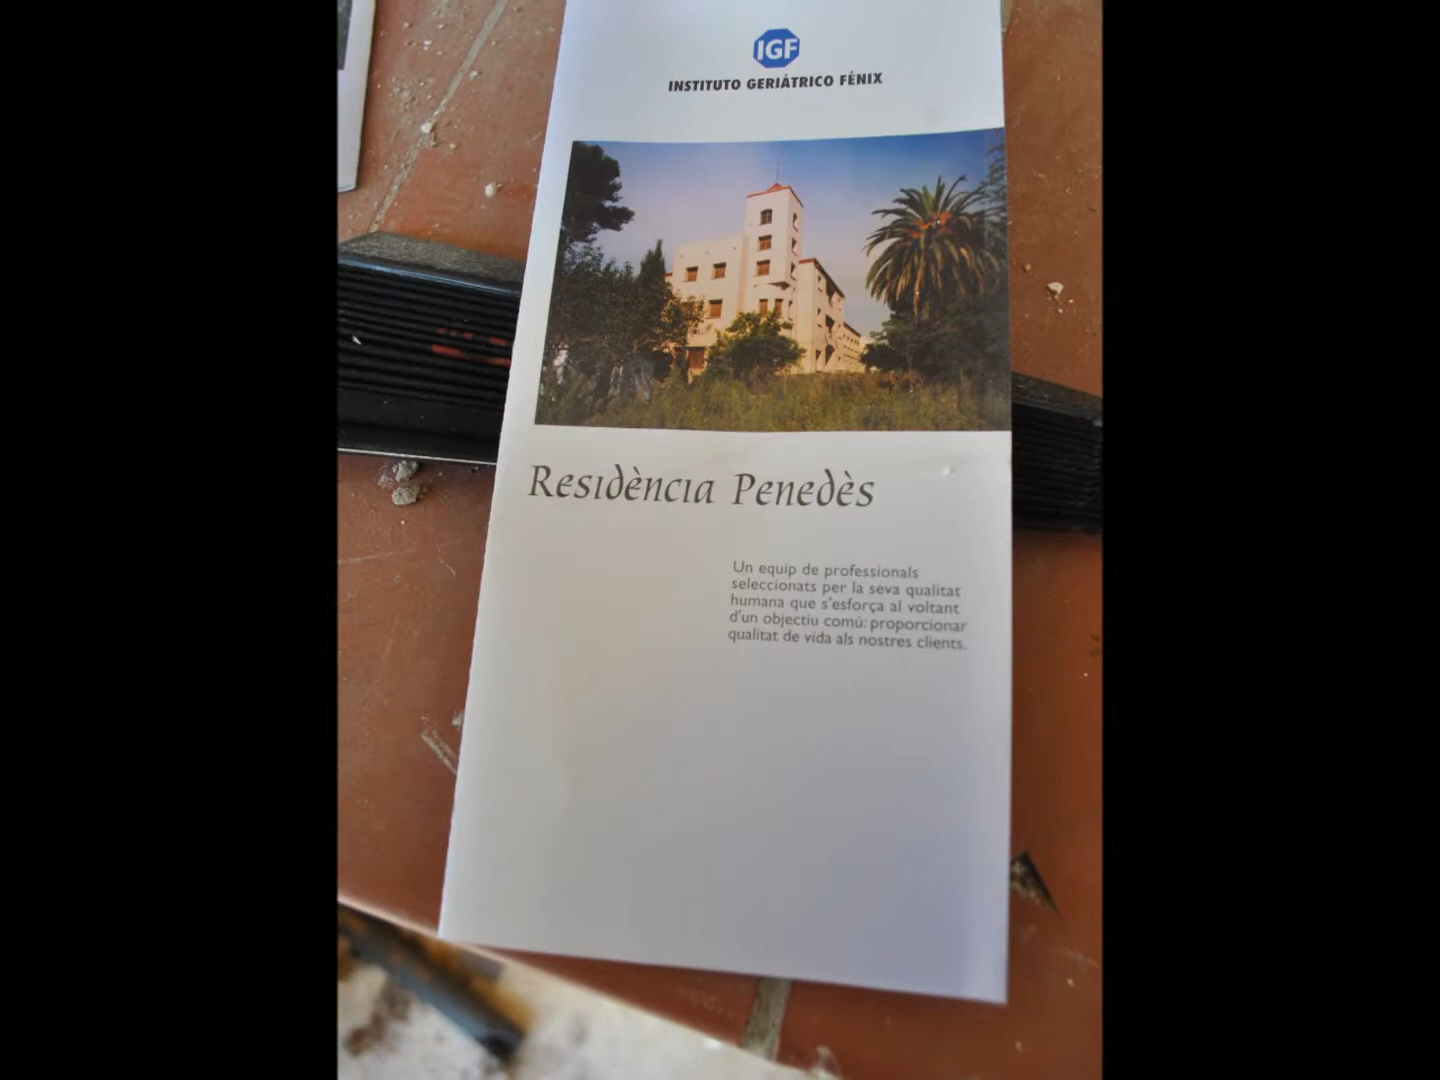 IGF
INSTITUTO GERIÁTRICO FÉNIX
Residència Penedès
Un equip de professionals
seleccionats per la seva qualitat
humana que s'esforça al voltant
d'un objectiu comú: proporcionar
qualitat de vida als nostres clients.